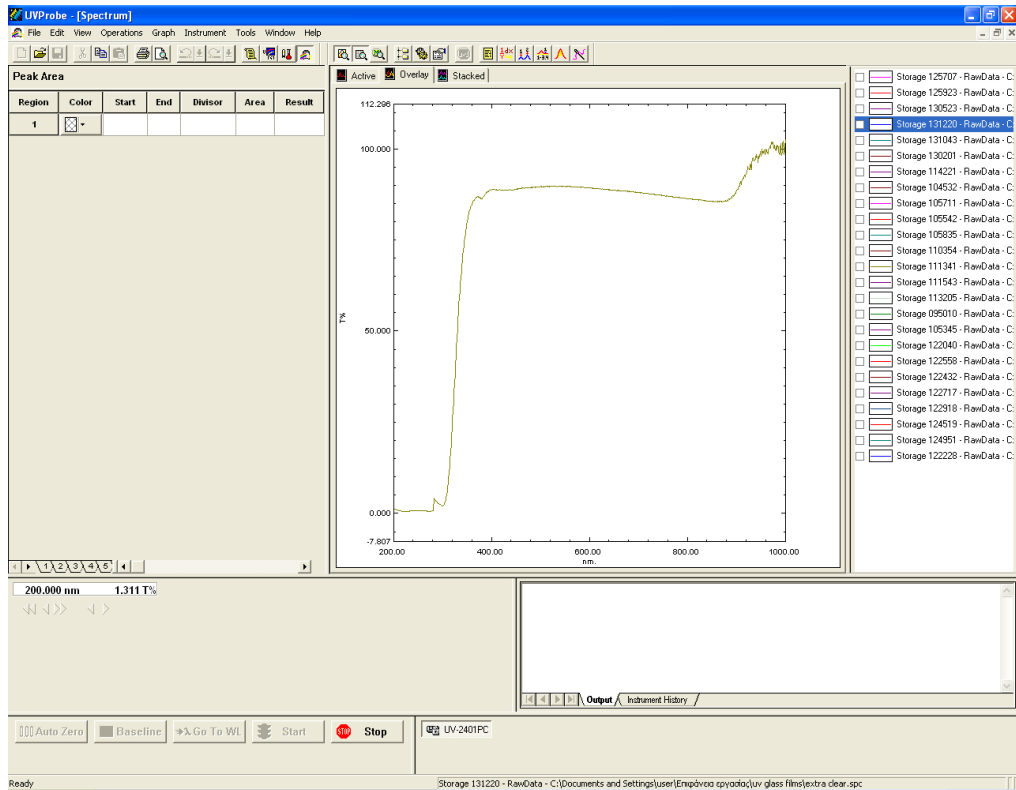 UVProbe - [Spectrum]
File Edit View Operations Graph Instrument Tools Window Help
Peak Area
Region Color Start End Divisor Area Result
1
1 2 3 4 5
Active Overlay Stacked
112.296
100.000
50.000
0.000
-7.807
T%
200.00 400.00 600.00 800.00 1000.00
nm.
Storage 125707 - RawData - C:
Storage 125923 - RawData - C:
Storage 130523 - RawData - C:
Storage 131220 - RawData - C:
Storage 131043 - RawData - C:
Storage 130201 - RawData - C:
Storage 114221 - RawData - C:
Storage 104532 - RawData - C:
Storage 105711 - RawData - C:
Storage 105542 - RawData - C:
Storage 105835 - RawData - C:
Storage 110354 - RawData - C:
Storage 111341 - RawData - C:
Storage 111543 - RawData - C:
Storage 113205 - RawData - C:
Storage 095010 - RawData - C:
Storage 105345 - RawData - C:
Storage 122040 - RawData - C:
Storage 122558 - RawData - C:
Storage 122432 - RawData - C:
Storage 122717 - RawData - C:
Storage 122918 - RawData - C:
Storage 124519 - RawData - C:
Storage 124951 - RawData - C:
Storage 122228 - RawData - C:
200.000 nm 1.311 T%
Output Instrument History
Auto Zero Baseline Go To WL Start Stop
UV-2401PC
Ready
Storage 131220 - RawData - C:\Documents and Settings\user\Επιφάνεια εργασίας\uv glass films\extra clear.spc